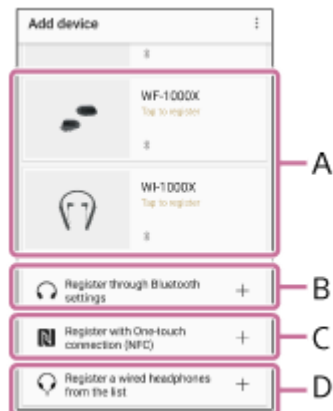 Add device
WF-1000X
Tap to register
A
WI-1000X
Tap to register
Register through Bluetooth
settings
B
Register with One-touch
connection (NFC)
C
Register a wired headphones
from the list
D